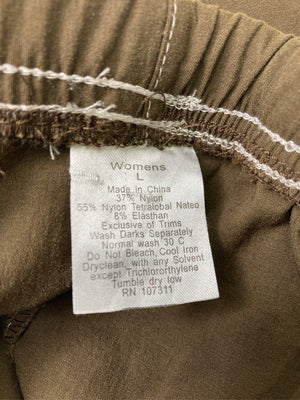 Womens
L
Made in China
37% Nylon
55% Nylon Tetralobal Nateo
8% Elasthan
Exclusive of Trims
Wash Darks Separately
Normal wash 30 C
Do Not Bleach, Cool Iron
Dryclean, with any Solvent
except Trichlorothylene
Tumble dry low
RN 107311